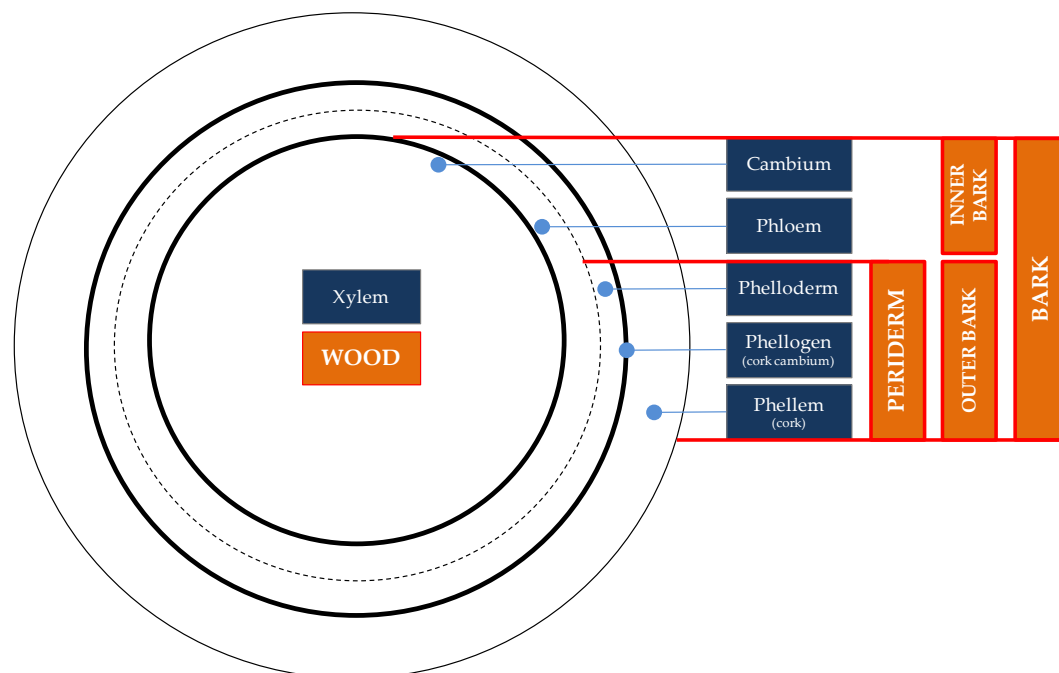 Cambium
INNER
BARK
Phloem
Xylem
WOOD
Phelloderm
Phellogen
(cork cambium)
Phellem
(cork)
PERIDERM
OUTER BARK
BARK